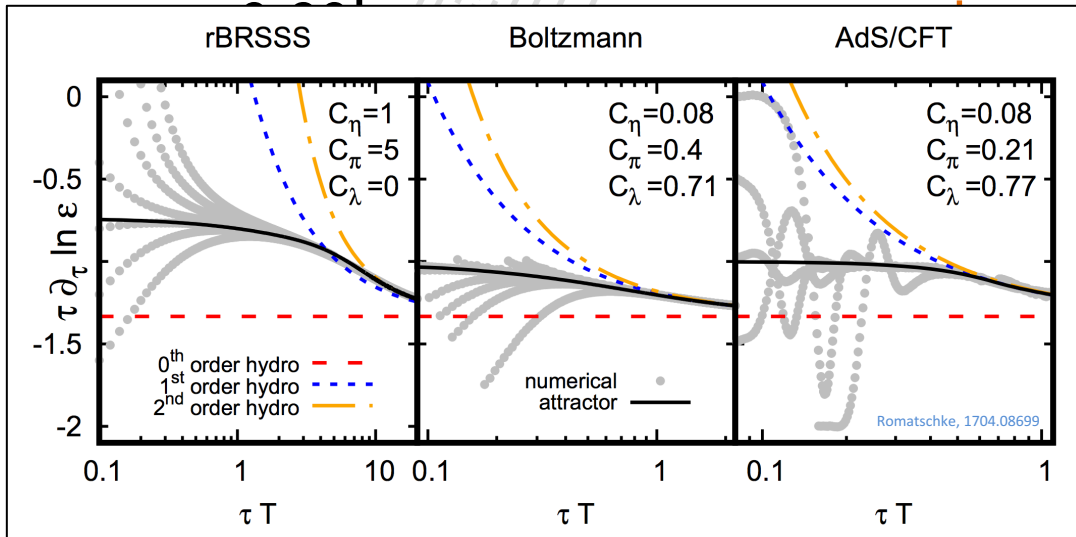 rBRSSS
Boltzmann
AdS/CFT
τ ∂τ ln ε
0
-0.5
-1
-1.5
-2
Cη=1
Cπ=5
Cλ=0
Cη=0.08
Cπ=0.4
Cλ=0.71
Cη=0.08
Cπ=0.21
Cλ=0.77
0th order hydro
1st order hydro
2nd order hydro
numerical
attractor
Romatschke, 1704.08699
0.1 1 10
0.1 1
0.1 1
τ T
τ T
τ T